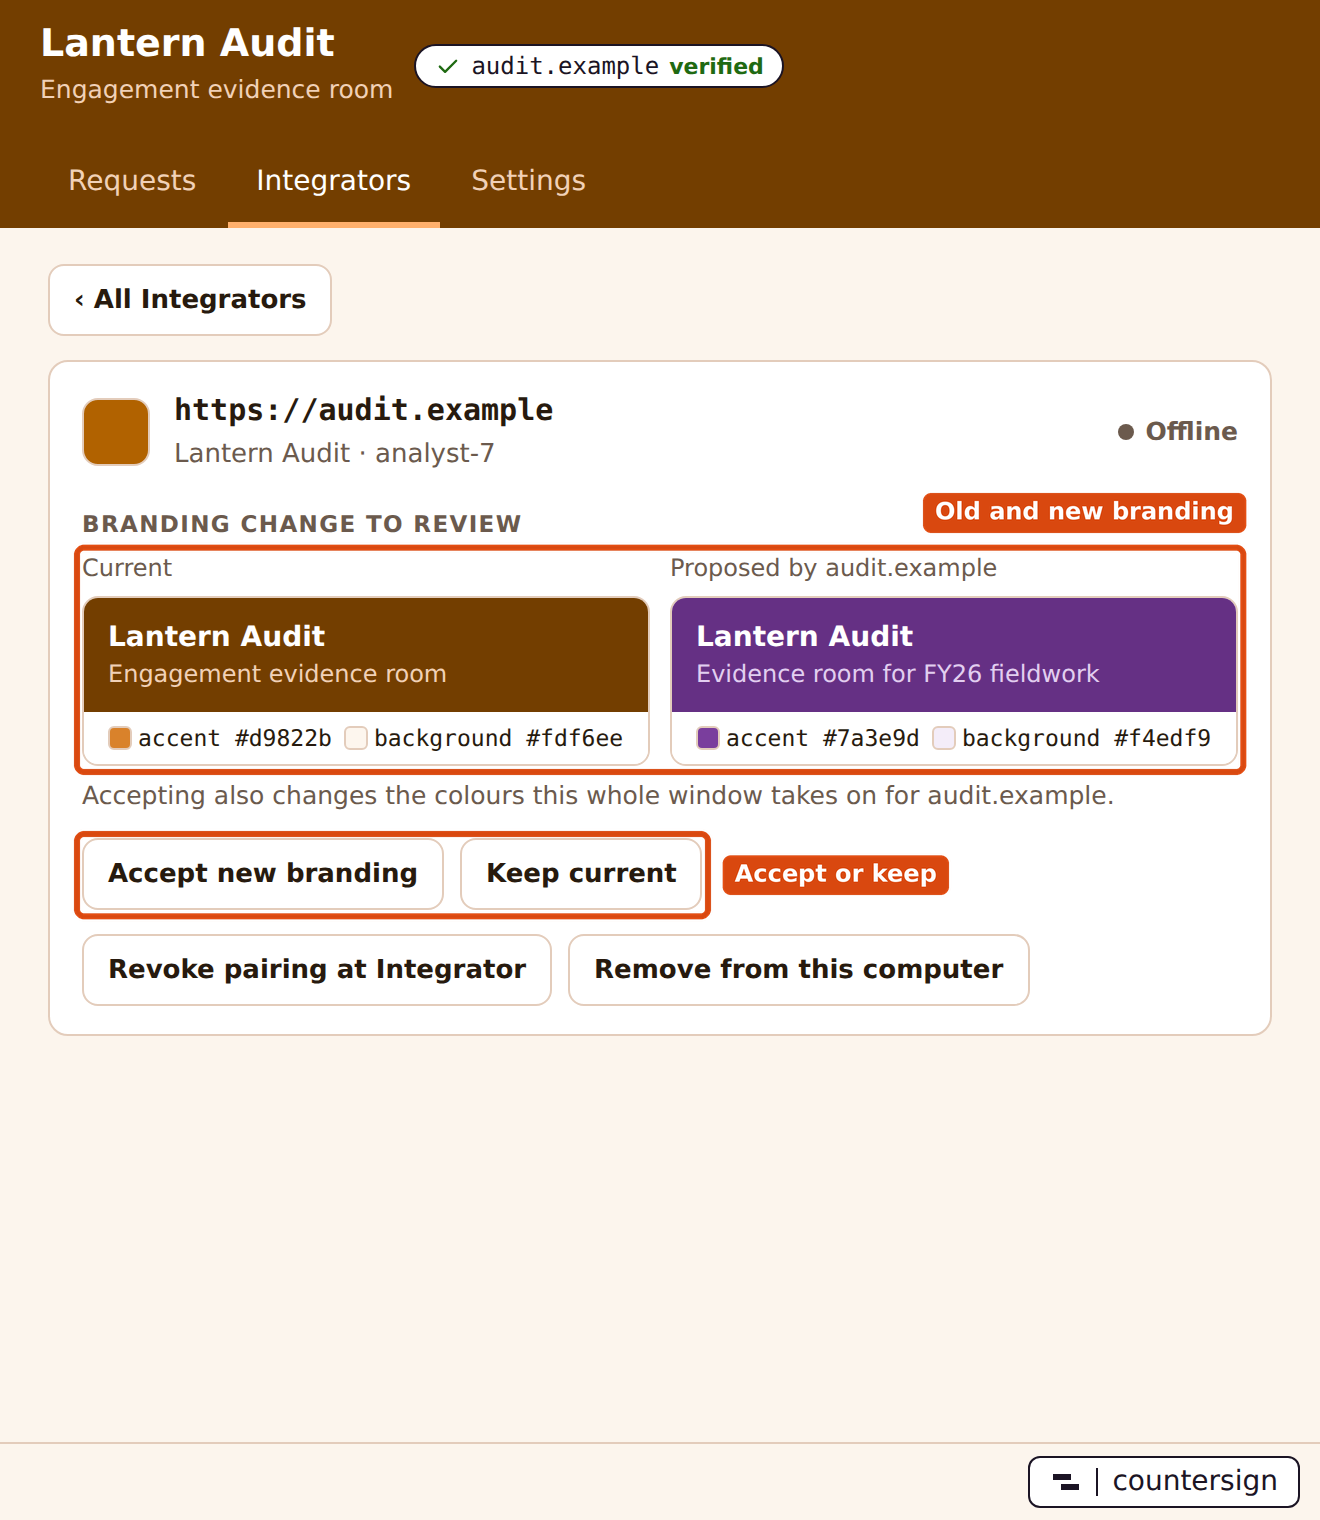 Lantern Audit
Engagement evidence room
audit.example verified
Requests Integrators Settings
‹ All Integrators
https://audit.example
Lantern Audit · analyst-7
Offline
BRANDING CHANGE TO REVIEW
Old and new branding
Current
Proposed by audit.example
Lantern Audit
Engagement evidence room
accent #d9822b background #fdf6ee
Lantern Audit
Evidence room for FY26 fieldwork
accent #7a3e9d background #f4edf9
Accepting also changes the colours this whole window takes on for audit.example.
Accept new branding Keep current
Accept or keep
Revoke pairing at Integrator Remove from this computer
countersign